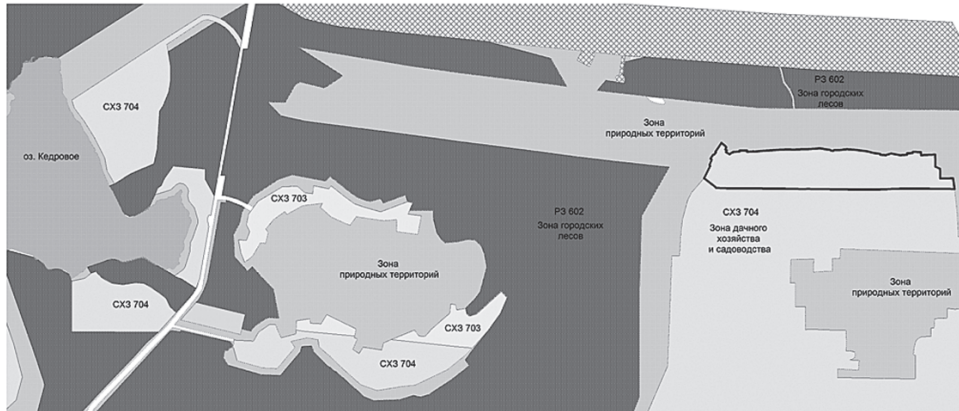 РЗ 602
Зона городских
лесов
СХЗ 704
Зона
природных территорий
оз. Кедровое
СХЗ 703
РЗ 602
Зона городских
лесов
СХЗ 704
Зона дачного
хозяйства
и садоводства
Зона
природных территорий
Зона
природных территорий
СХЗ 704
СХЗ 703
СХЗ 704